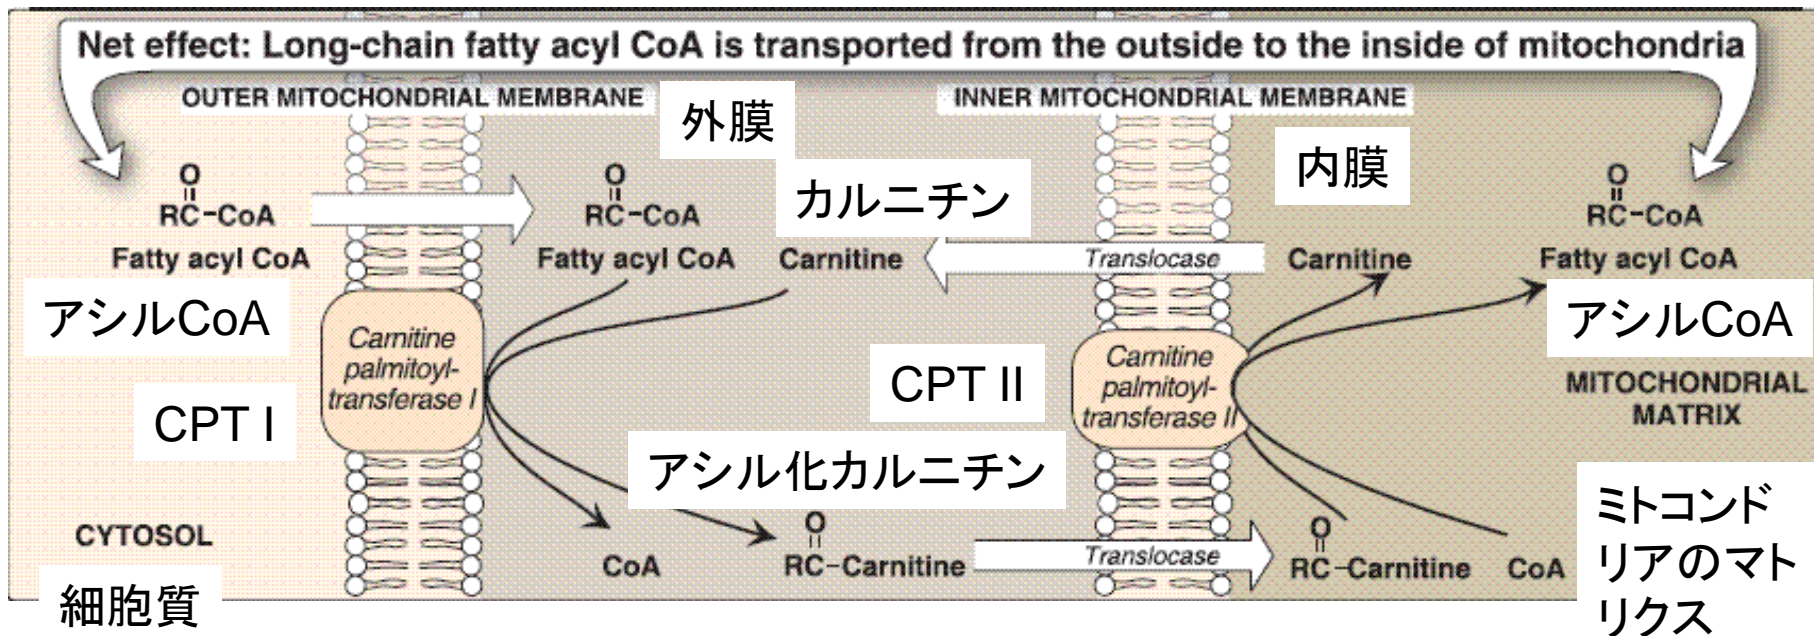 Net effect: Long-chain fatty acyl CoA is transported from the outside to the inside of mitochondria
OUTER MITOCHONDRIAL MEMBRANE
外膜
INNER MITOCHONDRIAL MEMBRANE
内膜
O
RC-CoA
Fatty acyl CoA
アシルCoA
O
RC-CoA
Fatty acyl CoA
カルニチン
Carnitine
Translocase
Carnitine
O
RC-CoA
Fatty acyl CoA
アシルCoA
Carnitine
palmitoyl-
transferase I
CPT I
CPT II
Carnitine
palmitoyl-
transferase II
MITOCHONDRIAL
MATRIX
アシル化カルニチン
CYTOSOL
細胞質
CoA
O
RC-Carnitine
Translocase
O
RC-Carnitine
CoA
ミトコンド
リアのマト
リクス